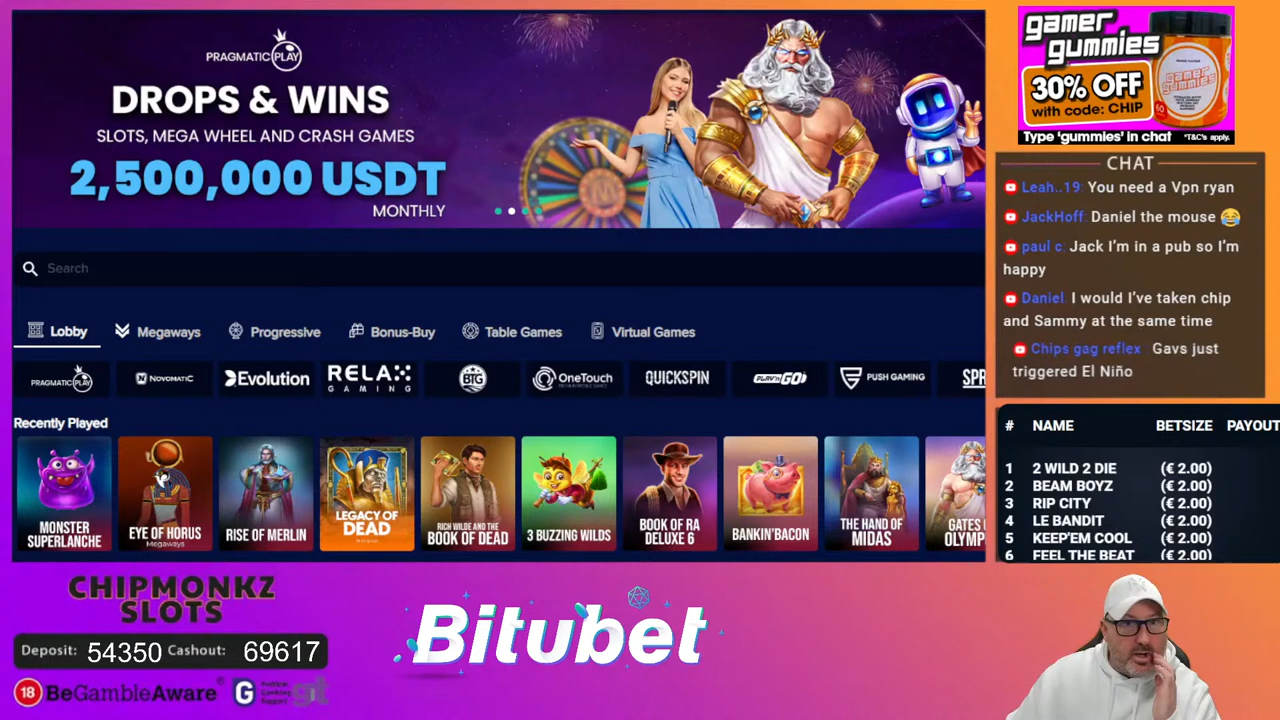 PRAGMATIC PLAY
DROPS & WINS
SLOTS, MEGA WHEEL AND CRASH GAMES
2,500,000 USDT
MONTHLY
Search
Lobby
Megaways
Progressive
Bonus-Buy
Table Games
Virtual Games
PRAGMATIC PLAY
NOVOMATIC
Evolution
RELAX
GAMING
BIG
OneTouch
QUICKSPIN
PLAY'N GO
PUSH GAMING
SPR
Recently Played
MONSTER
SUPERLANCHE
EYE OF HORUS
Megaways
RISE OF MERLIN
LEGACY OF
DEAD
RICH WILDE AND THE
BOOK OF DEAD
3 BUZZING WILDS
BOOK OF RA
DELUXE 6
BANKIN'BACON
THE HAND OF
MIDAS
GATES
OLYMP
gamer
gummies
30% OFF
with code: CHIP
Type 'gummies' in chat
*T&C's apply.
gamer
gummies
60
CHAT
Leah..19: You need a Vpn ryan
JackHoff: Daniel the mouse 😂
paul c: Jack I'm in a pub so I'm
happy
Daniel: I would I've taken chip
and Sammy at the same time
Chips gag reflex: Gavs just
triggered El Niño
# NAME BETSIZE PAYOUT
1 2 WILD 2 DIE (€ 2.00)
2 BEAM BOYZ (€ 2.00)
3 RIP CITY (€ 2.00)
4 LE BANDIT (€ 2.00)
5 KEEP'EM COOL (€ 2.00)
6 FEEL THE BEAT (€ 2.00)
CHIPMONKZ
SLOTS
Deposit: 54350 Cashout: 69617
18 BeGambleAware®
G
Bitubet